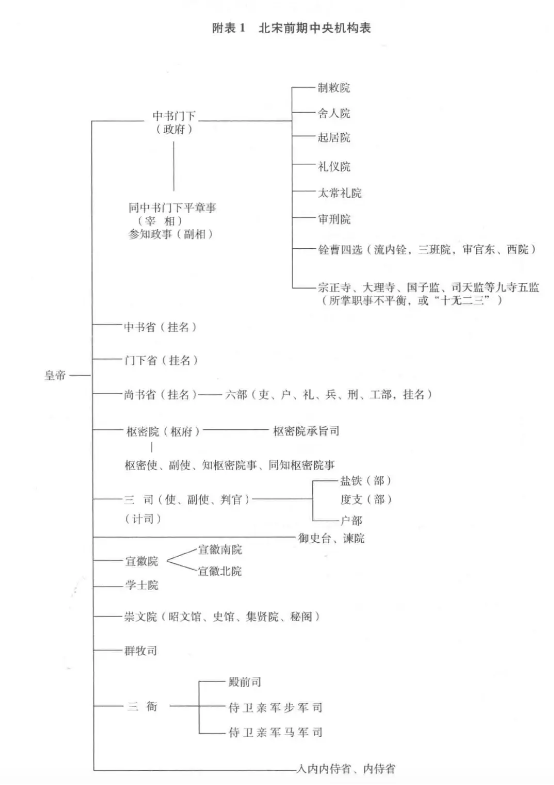 附表1 北宋前期中央机构表
制敕院
中书门下
（政府）
舍人院
起居院
礼仪院
太常礼院
同中书门下平章事
（宰 相）
参知政事（副相）
审刑院
铨曹四选（流内铨，三班院，审官东、西院）
宗正寺、大理寺、国子监、司天监等九寺五监
（所掌职事不平衡，或“十无二三”）
中书省（挂名）
门下省（挂名）
皇帝
尚书省（挂名）
六部（吏、户、礼、兵、刑、工部，挂名）
枢密院（枢府）
枢密院承旨司
枢密使、副使、知枢密院事、同知枢密院事
盐铁（部）
三 司（使、副使、判官）
度支（部）
（计司）
户部
御史台、谏院
宣徽南院
宣徽院
宣徽北院
学士院
崇文院（昭文馆、史馆、集贤院、秘阁）
群牧司
殿前司
三 衙
侍卫亲军步军司
侍卫亲军马军司
入内内侍省、内侍省